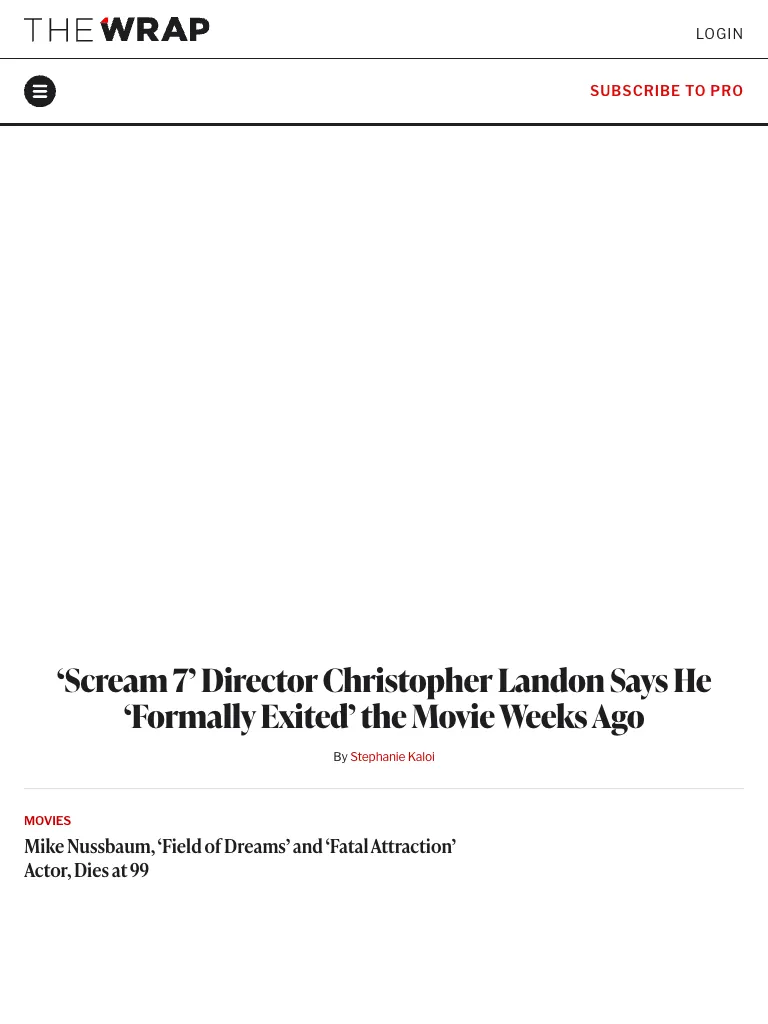 THE WRAP
LOGIN
SUBSCRIBE TO PRO
‘Scream 7’ Director Christopher Landon Says He
‘Formally Exited’ the Movie Weeks Ago
By Stephanie Kaloi
MOVIES
Mike Nussbaum, ‘Field of Dreams’ and ‘Fatal Attraction’
Actor, Dies at 99